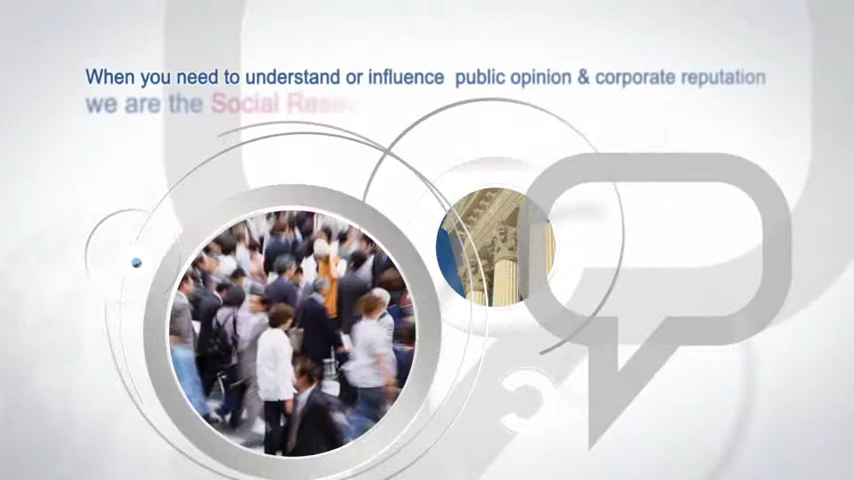 When you need to understand or influence public opinion & corporate reputation
we are the Social